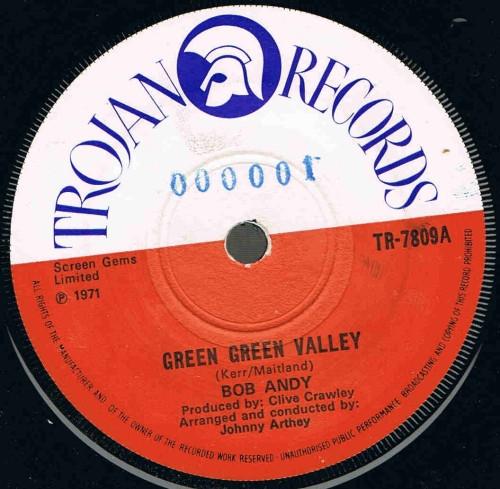 TROJAN RECORDS
000001
TR-7809A
Screen Gems
Limited
℗ 1971
GREEN GREEN VALLEY
(Kerr/Maitland)
BOB ANDY
Produced by: Clive Crawley
Arranged and conducted by:
Johnny Arthey
ALL RIGHTS OF THE MANUFACTURER AND OF THE OWNER OF THE RECORDED WORK RESERVED · UNAUTHORISED PUBLIC PERFORMANCE BROADCASTING AND COPYING OF THIS RECORD PROHIBITED